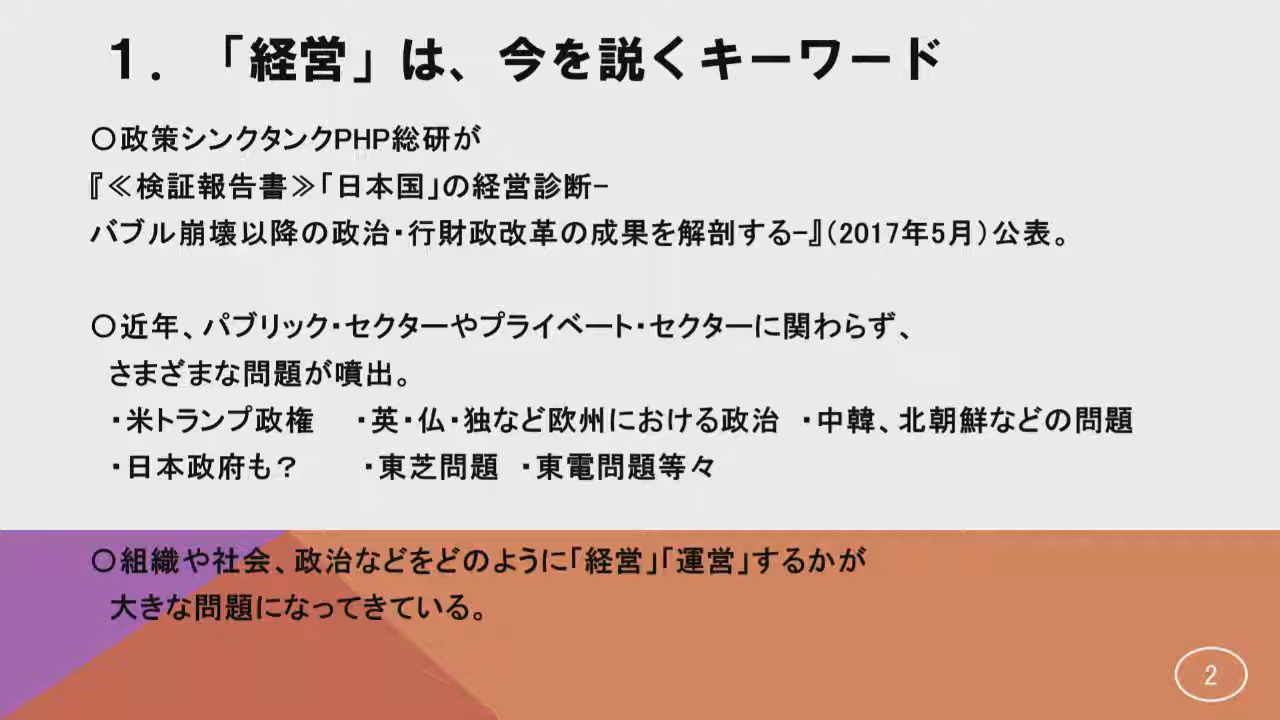 １．「経営」は、今を説くキーワード
〇政策シンクタンクPHP総研が
『≪検証報告書≫「日本国」の経営診断−
バブル崩壊以降の政治・行財政改革の成果を解剖する−』（2017年5月）公表。
〇近年、パブリック・セクターやプライベート・セクターに関わらず、
さまざまな問題が噴出。
・米トランプ政権　・英・仏・独など欧州における政治　・中韓、北朝鮮などの問題
・日本政府も？　・東芝問題　・東電問題等々
〇組織や社会、政治などをどのように「経営」「運営」するかが
大きな問題になってきている。
2